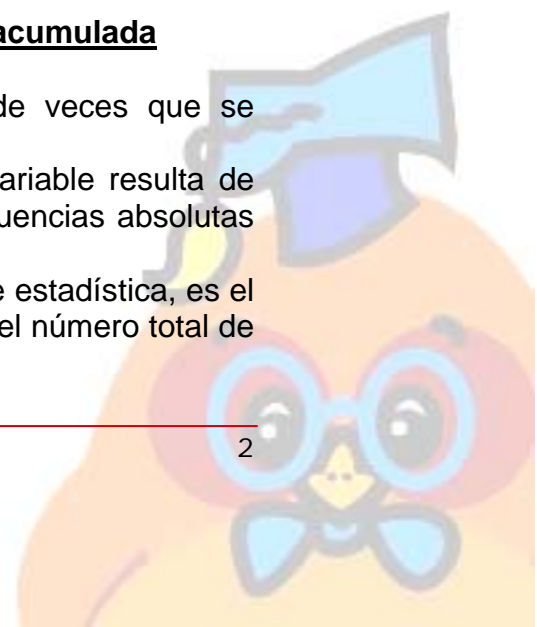 acumulada
de veces que se
ariable resulta de
uencias absolutas
e estadística, es el
el número total de
2